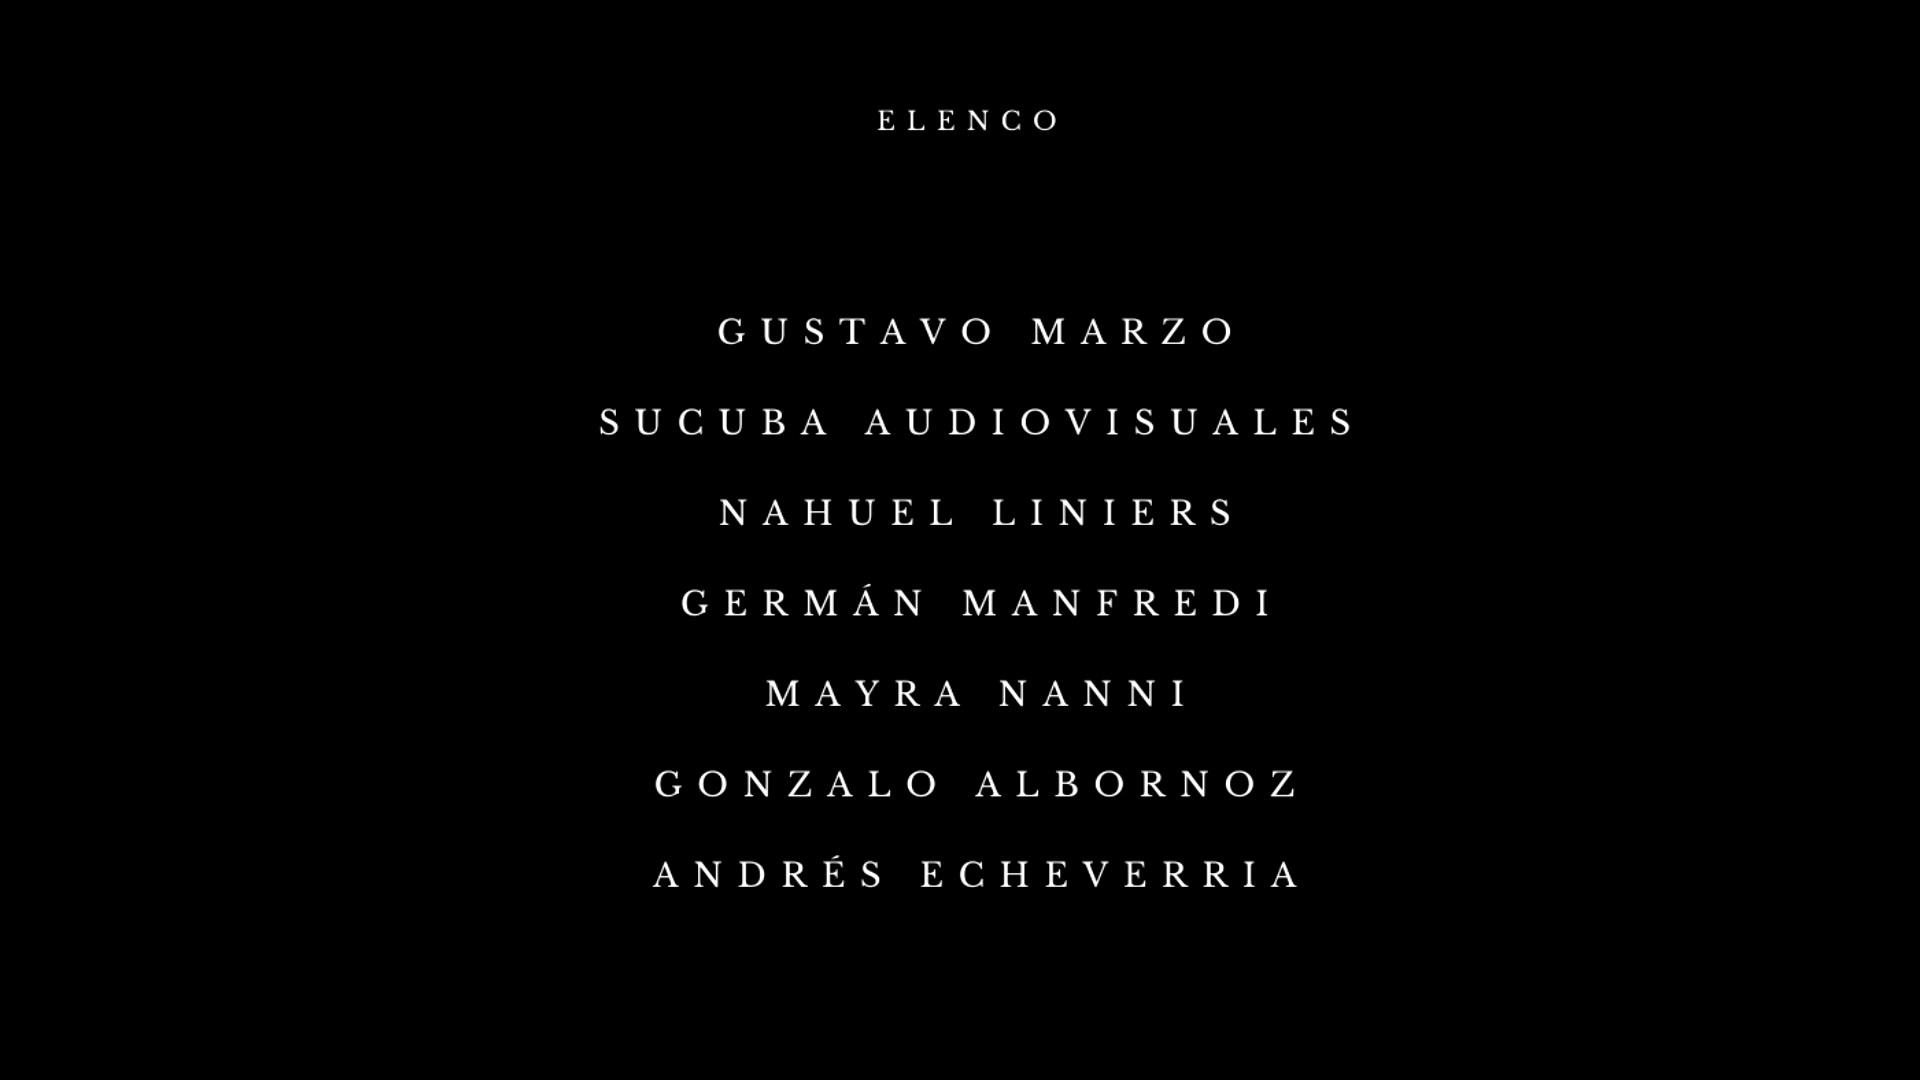 ELENCO
GUSTAVO MARZO
SUCUBA AUDIOVISUALES
NAHUEL LINIERS
GERMÁN MANFREDI
MAYRA NANNI
GONZALO ALBORNOZ
ANDRÉS ECHEVERRIA